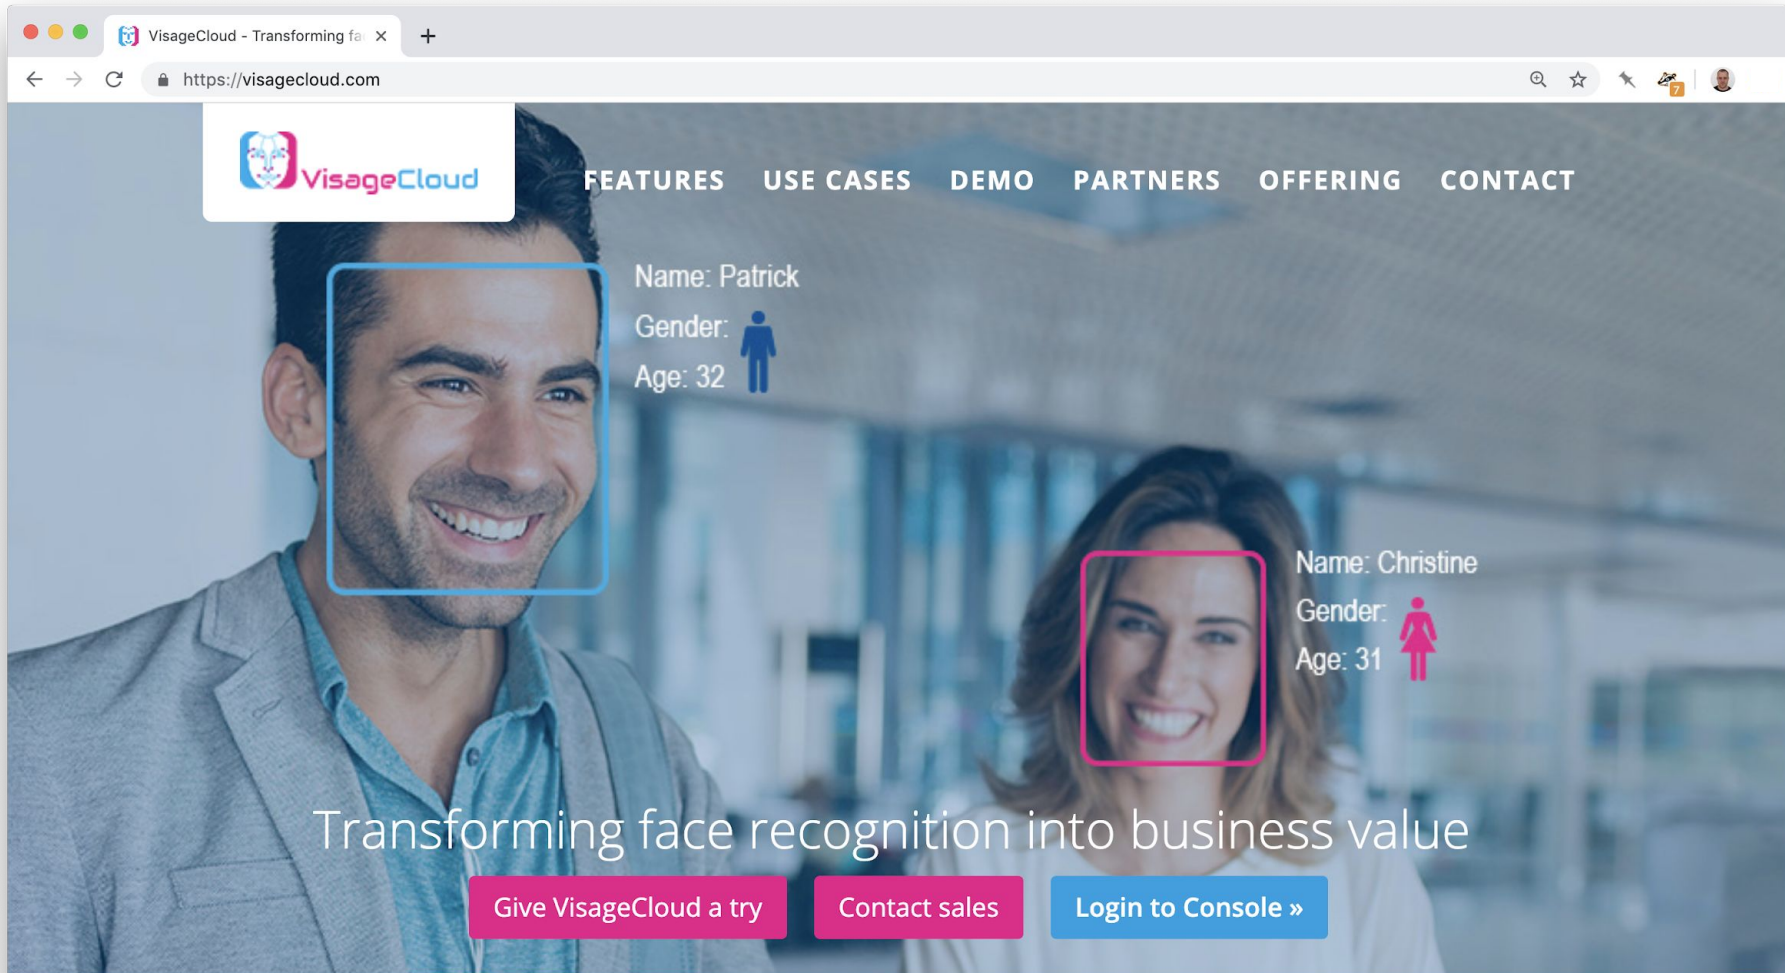 VisageCloud - Transforming fa
https://visagecloud.com
7
VisageCloud
FEATURES USE CASES DEMO PARTNERS OFFERING CONTACT
Name: Patrick
Gender:
Age: 32
Name: Christine
Gender:
Age: 31
Transforming face recognition into business value
Give VisageCloud a try
Contact sales
Login to Console »